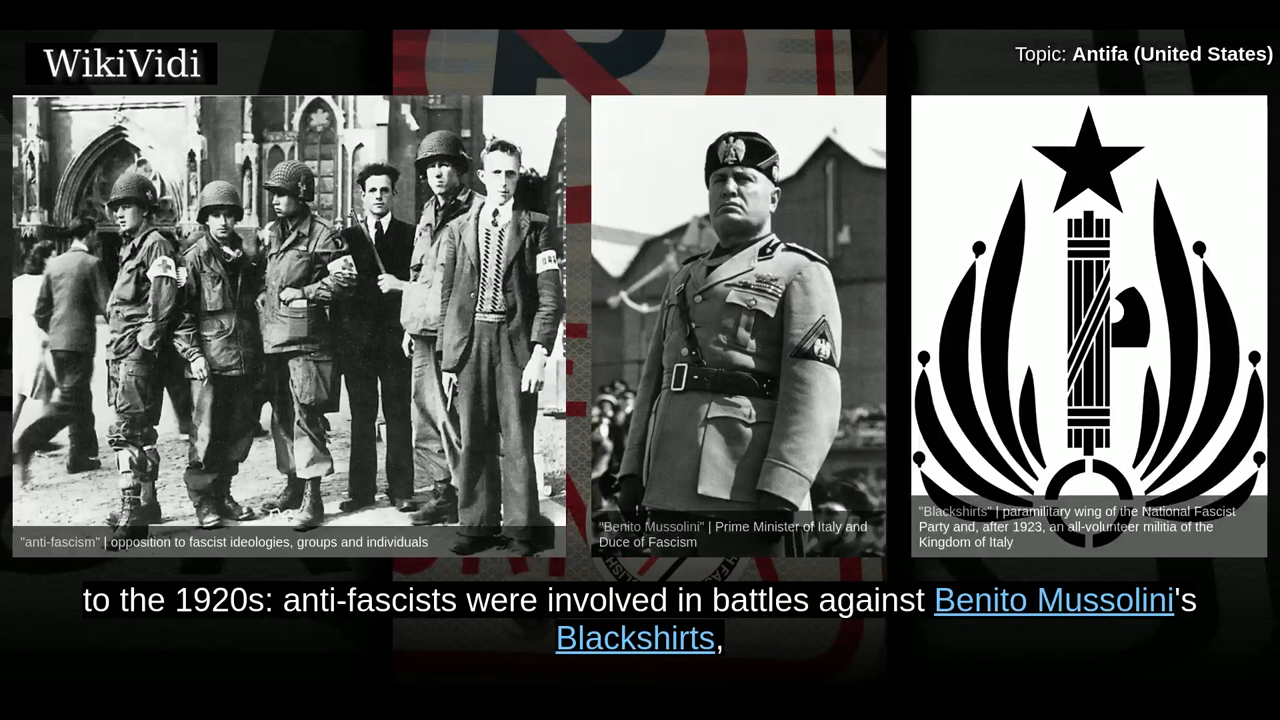 WikiVidi
Topic: Antifa (United States)
"anti-fascism" | opposition to fascist ideologies, groups and individuals
"Benito Mussolini" | Prime Minister of Italy and
Duce of Fascism
"Blackshirts" | paramilitary wing of the National Fascist
Party and, after 1923, an all-volunteer militia of the
Kingdom of Italy
to the 1920s: anti-fascists were involved in battles against Benito Mussolini's
Blackshirts,